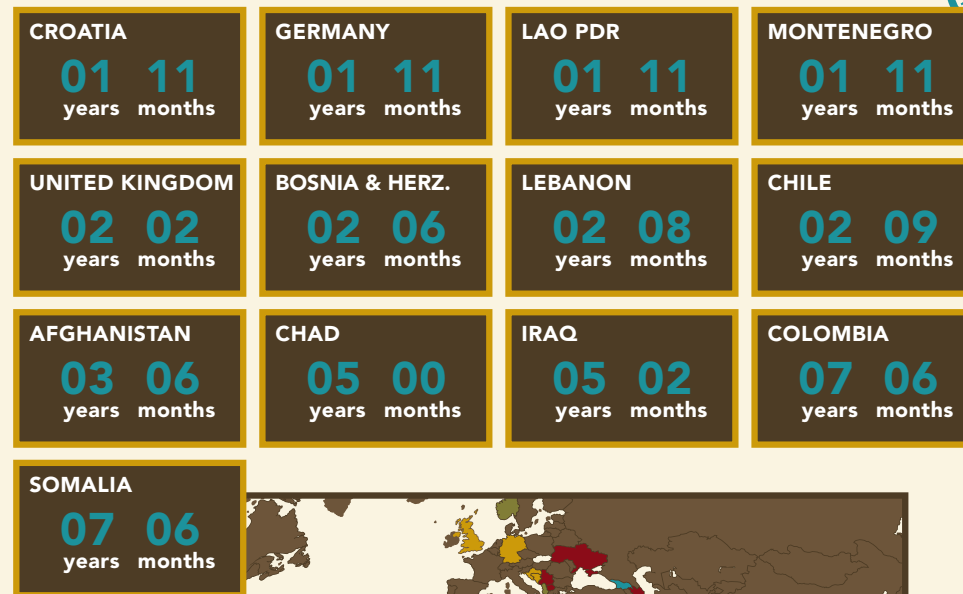 CROATIA
01 11
years months
GERMANY
01 11
years months
LAO PDR
01 11
years months
MONTENEGRO
01 11
years months
UNITED KINGDOM
02 02
years months
BOSNIA & HERZ.
02 06
years months
LEBANON
02 08
years months
CHILE
02 09
years months
AFGHANISTAN
03 06
years months
CHAD
05 00
years months
IRAQ
05 02
years months
COLOMBIA
07 06
years months
SOMALIA
07 06
years months